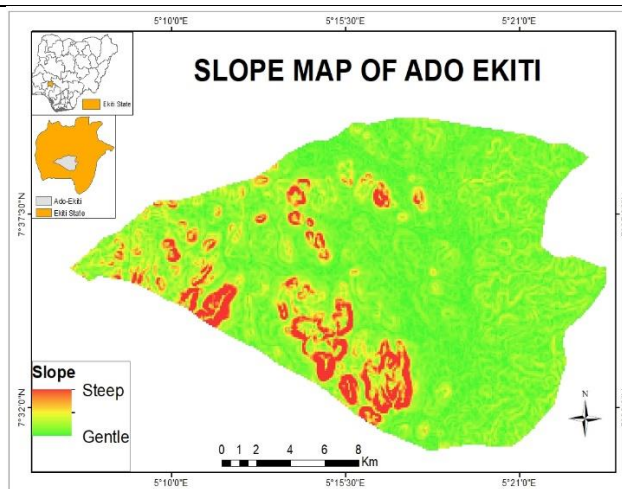 5°10'0"E 5°15'30"E 5°21'0"E
SLOPE MAP OF ADO EKITI
Ekiti State
Ado-Ekiti
Ekiti State
7°37'30"N
7°32'0"N
Slope
Steep
Gentle
N
0 1 2 4 6 8
Km
5°10'0"E 5°15'30"E 5°21'0"E